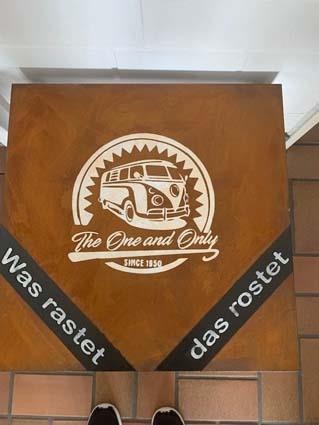 The One and Only
SINCE 1950
Was rastet
das rostet